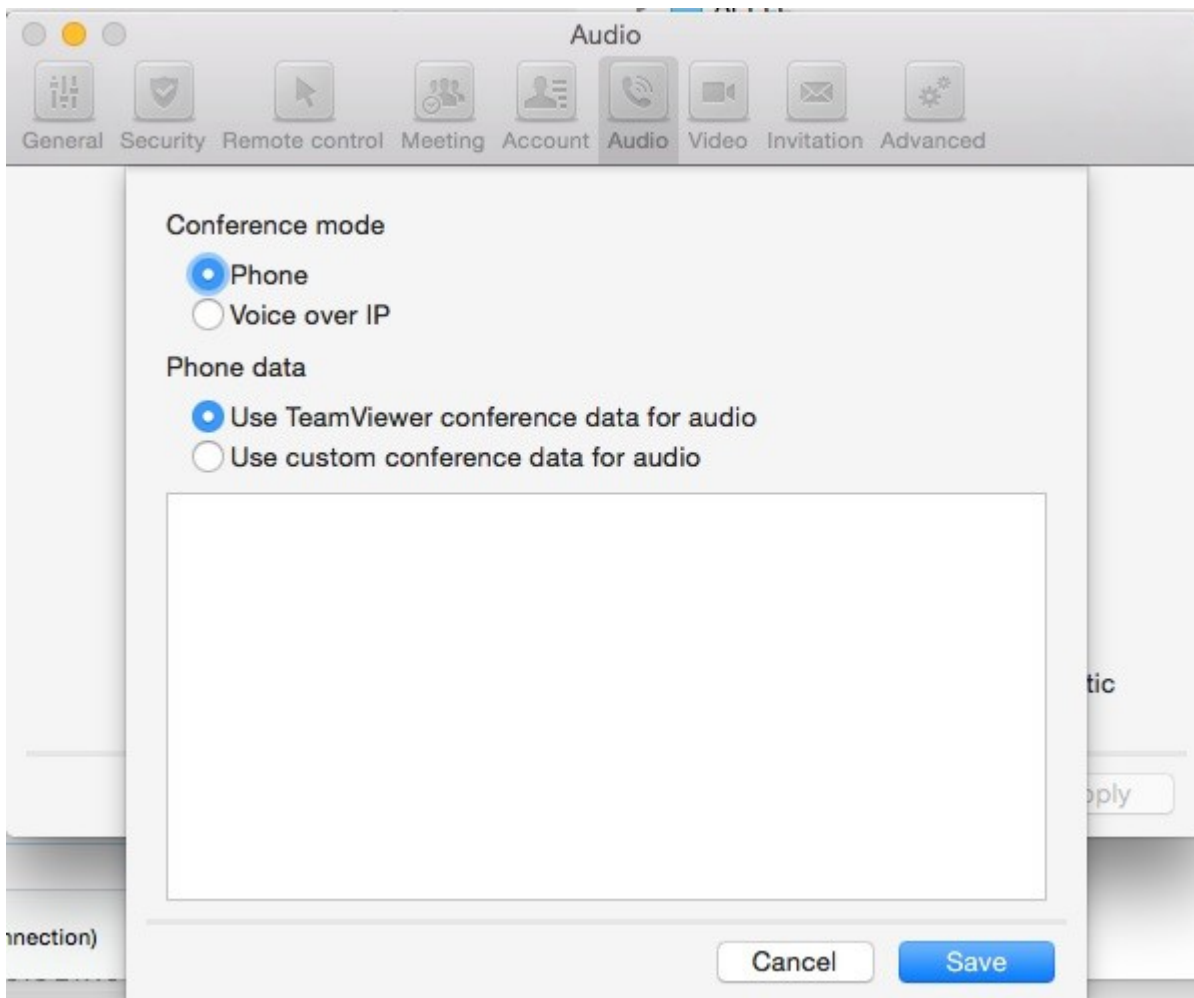 Audio
General Security Remote control Meeting Account Audio Video Invitation Advanced
Conference mode
Phone
Voice over IP
Phone data
Use TeamViewer conference data for audio
Use custom conference data for audio
tic
pply
nnection)
Cancel Save